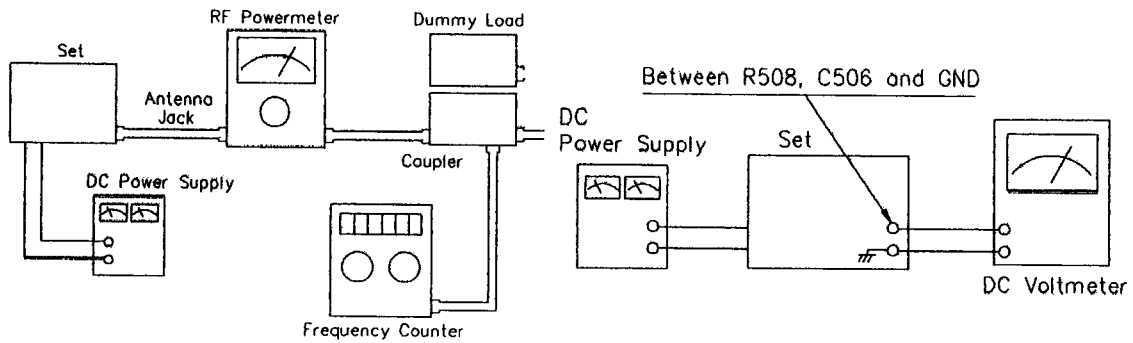 RF Powermeter
Dummy Load
Set
Antenna
Jack
Coupler
DC Power Supply
Frequency Counter
Between R508, C506 and GND
DC
Power Supply
Set
DC Voltmeter